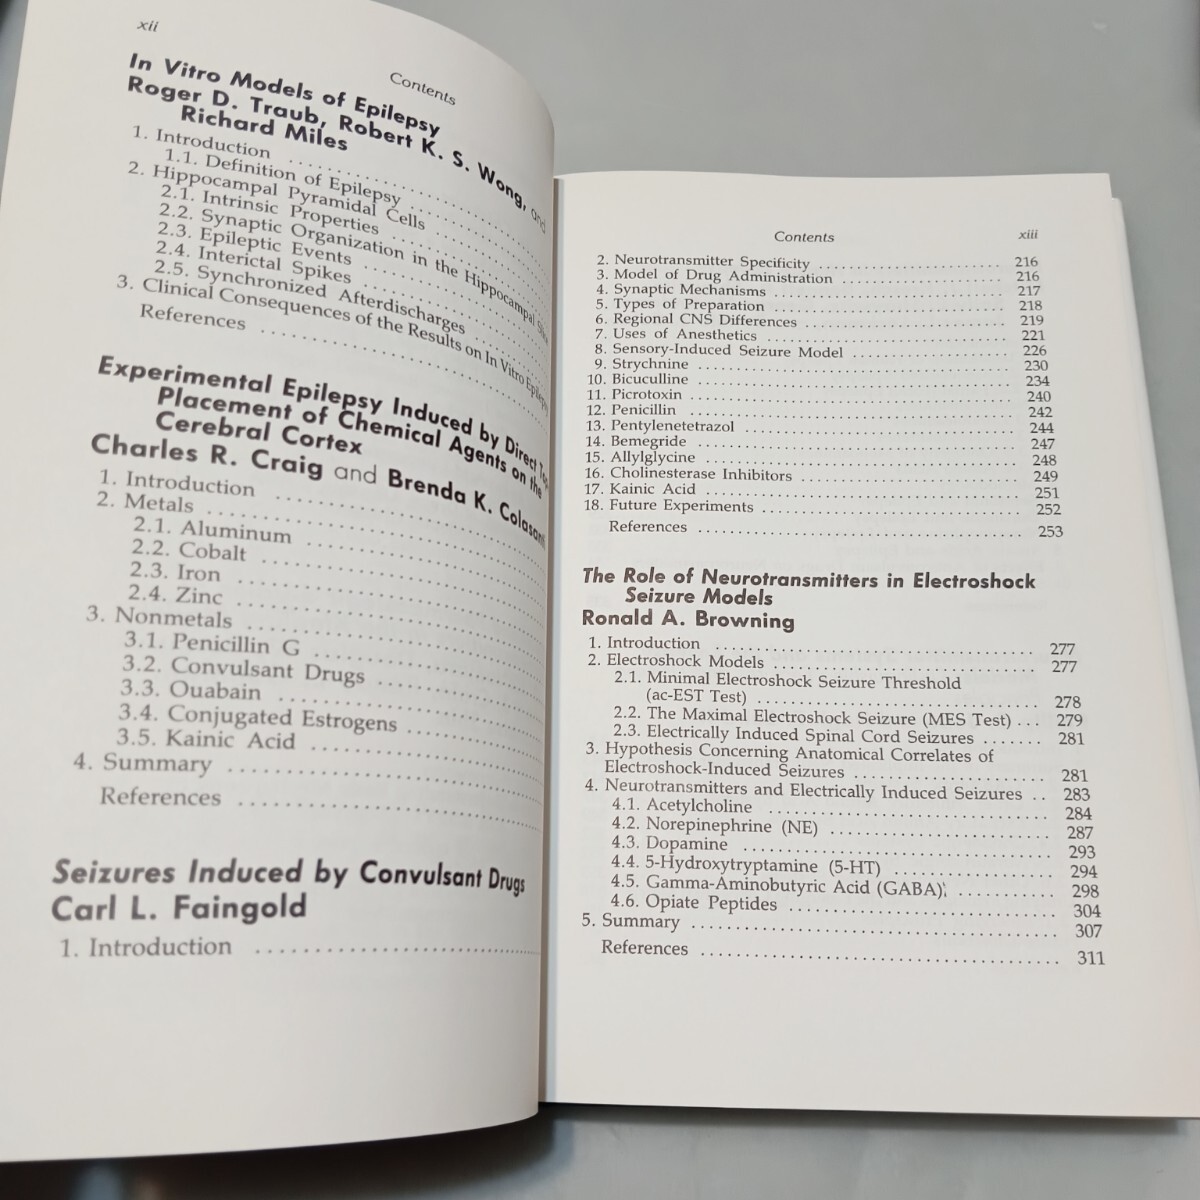 xii
Contents
In Vitro Models of Epilepsy
Roger D. Traub, Robert K. S. Wong, and
Richard Miles
1. Introduction ....................
1.1. Definition of Epilepsy ....................
2. Hippocampal Pyramidal Cells ....................
2.1. Intrinsic Properties ....................
2.2. Synaptic Organization in the Hippocampal
2.3. Epileptic Events ....................
2.4. Interictal Spikes ....................
2.5. Synchronized Afterdischarges ....................
3. Clinical Consequences of the Results on In Vitro Epilepsy
References ....................
Experimental Epilepsy Induced by Direct
Placement of Chemical Agents on the
Cerebral Cortex
Charles R. Craig and Brenda K. Colasanti
1. Introduction ....................
2. Metals ....................
2.1. Aluminum ....................
2.2. Cobalt ....................
2.3. Iron ....................
2.4. Zinc ....................
3. Nonmetals ....................
3.1. Penicillin G ....................
3.2. Convulsant Drugs ....................
3.3. Ouabain ....................
3.4. Conjugated Estrogens ....................
3.5. Kainic Acid ....................
4. Summary ....................
References ....................
Seizures Induced by Convulsant Drugs
Carl L. Faingold
1. Introduction ....................
Contents xiii
2. Neurotransmitter Specificity .................... 216
3. Model of Drug Administration .................... 216
4. Synaptic Mechanisms .................... 217
5. Types of Preparation .................... 218
6. Regional CNS Differences .................... 219
7. Uses of Anesthetics .................... 221
8. Sensory-Induced Seizure Model .................... 226
9. Strychnine .................... 230
10. Bicuculline .................... 234
11. Picrotoxin .................... 240
12. Penicillin .................... 242
13. Pentylenetetrazol .................... 244
14. Bemegride .................... 247
15. Allylglycine .................... 248
16. Cholinesterase Inhibitors .................... 249
17. Kainic Acid .................... 251
18. Future Experiments .................... 252
References .................... 253
The Role of Neurotransmitters in Electroshock
Seizure Models
Ronald A. Browning
1. Introduction .................... 277
2. Electroshock Models .................... 277
2.1. Minimal Electroshock Seizure Threshold
(ac-EST Test) .................... 278
2.2. The Maximal Electroshock Seizure (MES Test) ... 279
2.3. Electrically Induced Spinal Cord Seizures ....... 281
3. Hypothesis Concerning Anatomical Correlates of
Electroshock-Induced Seizures .................... 281
4. Neurotransmitters and Electrically Induced Seizures .. 283
4.1. Acetylcholine .................... 284
4.2. Norepinephrine (NE) .................... 287
4.3. Dopamine .................... 293
4.4. 5-Hydroxytryptamine (5-HT) .................... 294
4.5. Gamma-Aminobutyric Acid (GABA) .......... 298
4.6. Opiate Peptides .................... 304
5. Summary .................... 307
References .................... 311